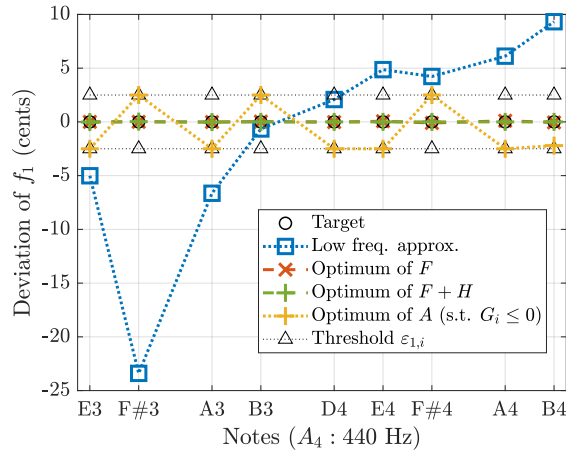 10
5
0
-5
-10
-15
-20
-25
Deviation of f₁ (cents)
Target
Low freq. approx.
Optimum of F
Optimum of F + H
Optimum of A (s.t. Gᵢ ≤ 0)
Threshold ε₁,ᵢ
E3 F#3 A3 B3 D4 E4 F#4 A4 B4
Notes (A₄ : 440 Hz)